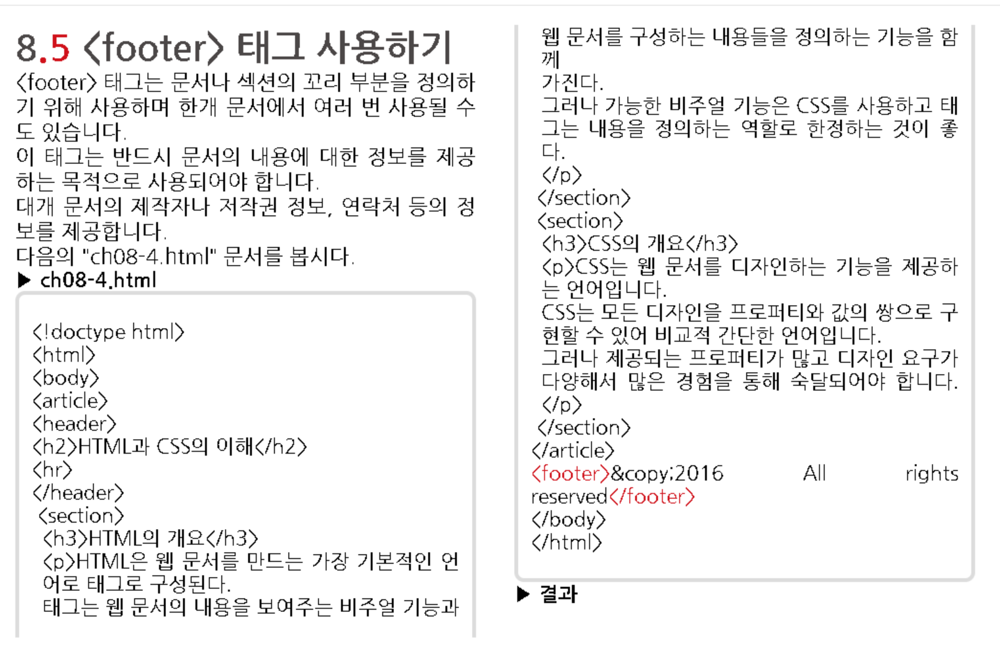 8.5 <footer> 태그 사용하기
<footer> 태그는 문서나 섹션의 꼬리 부분을 정의하
기 위해 사용하며 한개 문서에서 여러 번 사용될 수
도 있습니다.
이 태그는 반드시 문서의 내용에 대한 정보를 제공
하는 목적으로 사용되어야 합니다.
대개 문서의 제작자나 저작권 정보, 연락처 등의 정
보를 제공합니다.
다음의 "ch08-4.html" 문서를 봅시다.
▶ ch08-4.html
<!doctype html>
<html>
<body>
<article>
<header>
<h2>HTML과 CSS의 이해</h2>
<hr>
</header>
<section>
<h3>HTML의 개요</h3>
<p>HTML은 웹 문서를 만드는 가장 기본적인 언
어로 태그로 구성된다.
태그는 웹 문서의 내용을 보여주는 비주얼 기능과
웹 문서를 구성하는 내용들을 정의하는 기능을 함
께
가진다.
그러나 가능한 비주얼 기능은 CSS를 사용하고 태
그는 내용을 정의하는 역할로 한정하는 것이 좋
다.
</p>
</section>
<section>
<h3>CSS의 개요</h3>
<p>CSS는 웹 문서를 디자인하는 기능을 제공하
는 언어입니다.
CSS는 모든 디자인을 프로퍼티와 값의 쌍으로 구
현할 수 있어 비교적 간단한 언어입니다.
그러나 제공되는 프로퍼티가 많고 디자인 요구가
다양해서 많은 경험을 통해 숙달되어야 합니다.
</p>
</section>
</article>
<footer>&copy;2016 All rights
reserved</footer>
</body>
</html>
▶ 결과